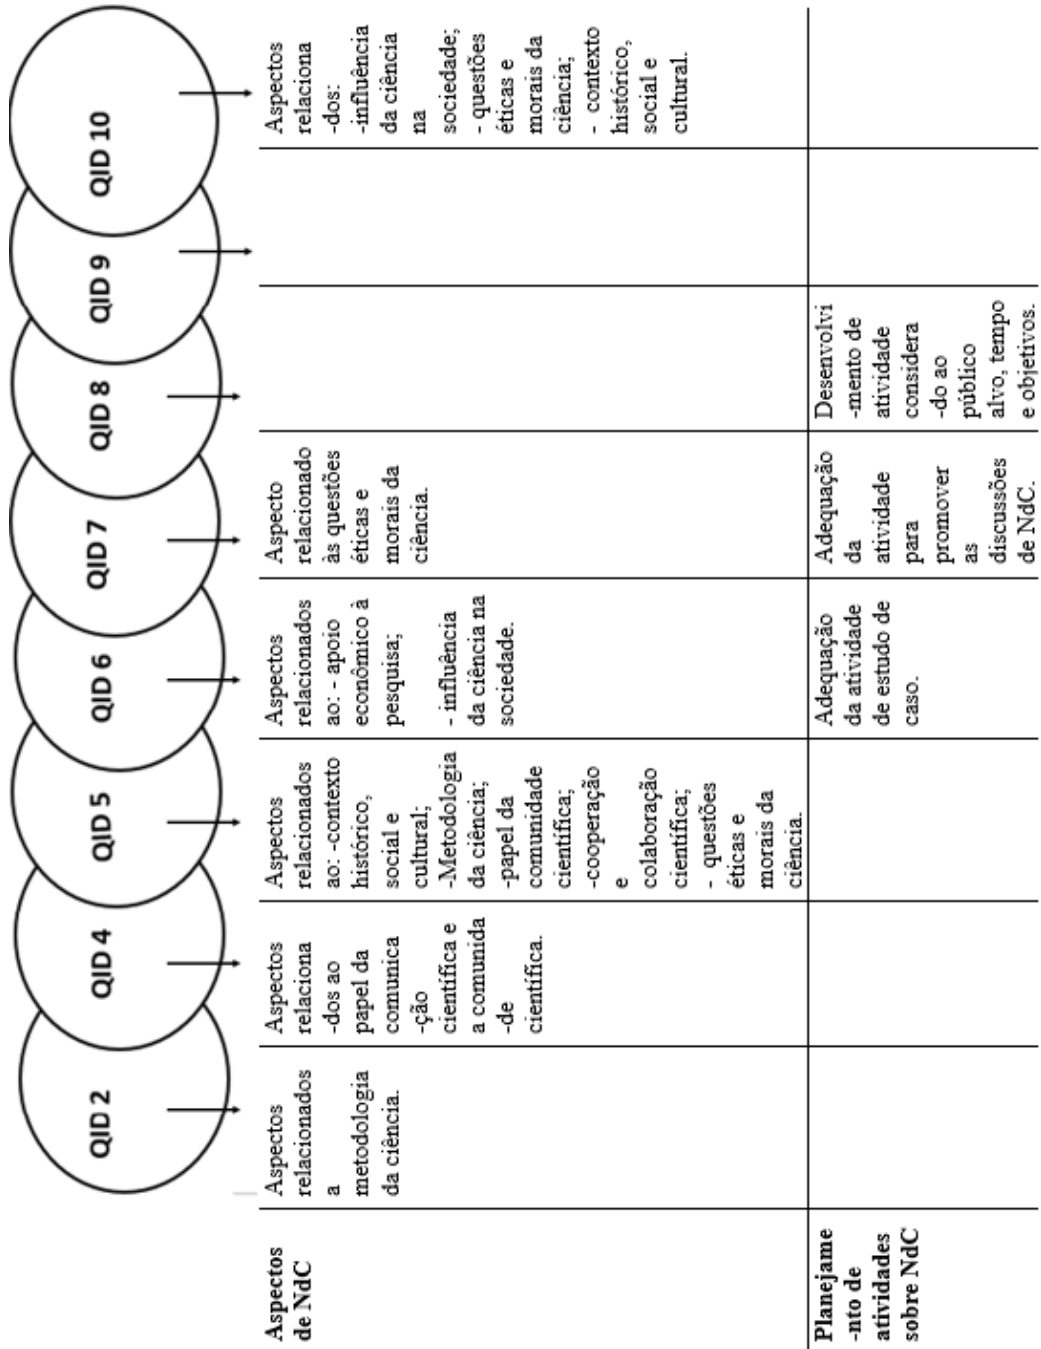 QID 2
QID 4
QID 5
QID 6
QID 7
QID 8
QID 9
QID 10
Aspectos
de NdC
Aspectos
relacionados
a
metodologia
da ciência.
Aspectos
relaciona
-dos ao
papel da
comunica
-ção
científica e
a comunida
-de
científica.
Aspectos
relacionados
ao: -contexto
histórico,
social e
cultural;
-Metodologia
da ciência;
-papel da
comunidade
científica;
-cooperação
e
colaboração
científica;
- questões
éticas e
morais da
ciência.
Aspectos
relacionados
ao: - apoio
econômico à
pesquisa;
- influência
da ciência na
sociedade.
Aspecto
relacionado
às questões
éticas e
morais da
ciência.
Aspectos
relaciona
-dos:
-influência
da ciência
na
sociedade;
- questões
éticas e
morais da
ciência;
- contexto
histórico,
social e
cultural.
Planejame
-nto de
atividades
sobre NdC
Adequação
da atividade
de estudo de
caso.
Adequação
da
atividade
para
promover
as
discussões
de NdC.
Desenvolvi
-mento de
atividade
considera
-do ao
público
alvo, tempo
e objetivos.